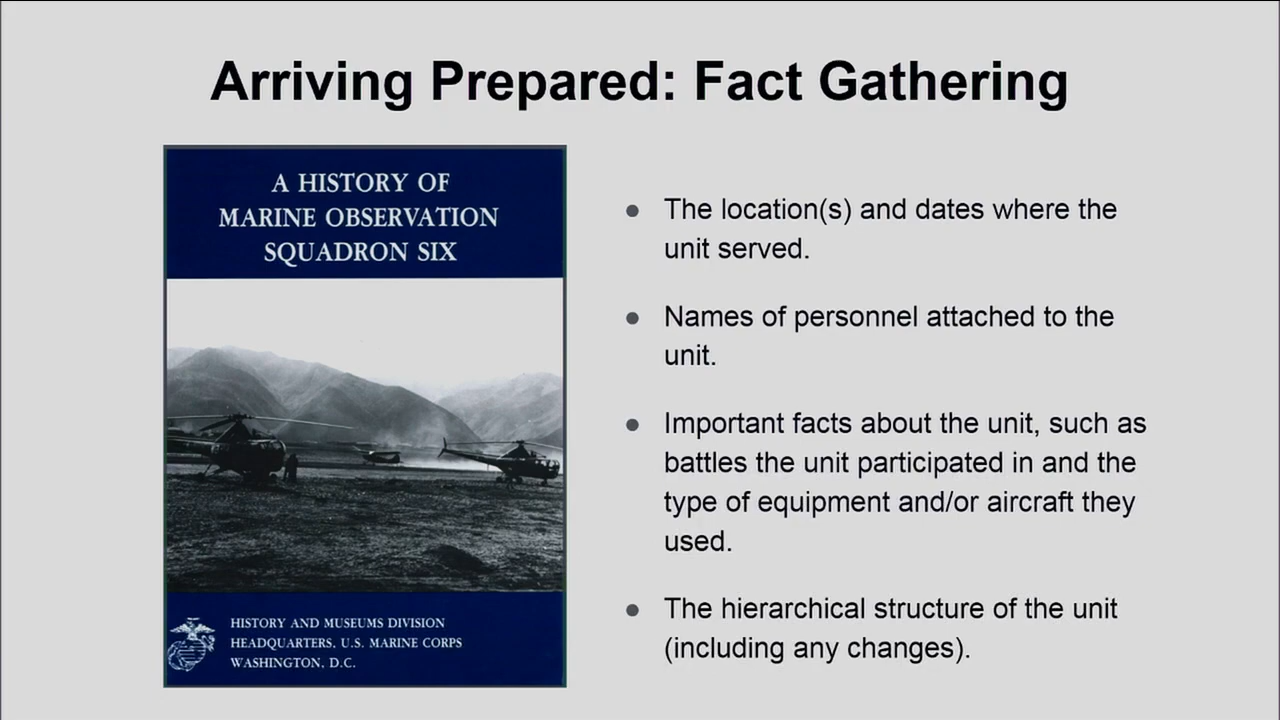 Arriving Prepared: Fact Gathering
A HISTORY OF
MARINE OBSERVATION
SQUADRON SIX
HISTORY AND MUSEUMS DIVISION
HEADQUARTERS, U.S. MARINE CORPS
WASHINGTON, D.C.
● The location(s) and dates where the
unit served.
● Names of personnel attached to the
unit.
● Important facts about the unit, such as
battles the unit participated in and the
type of equipment and/or aircraft they
used.
● The hierarchical structure of the unit
(including any changes).